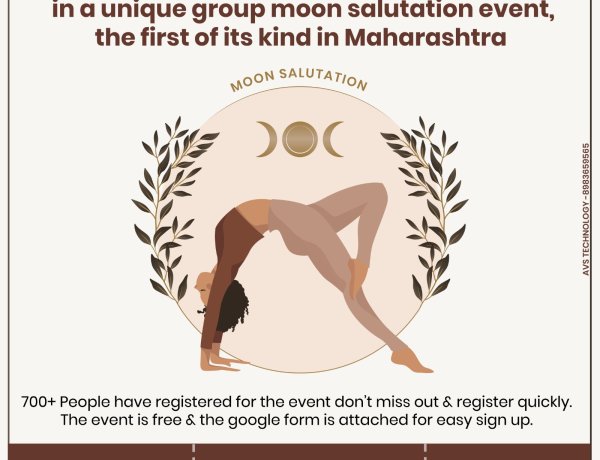 in a unique group moon salutation event,
the first of its kind in Maharashtra
MOON SALUTATION
AVS TECHNOLOGY - 8983659565
700+ People have registered for the event don't miss out & register quickly.
The event is free & the google form is attached for easy sign up.